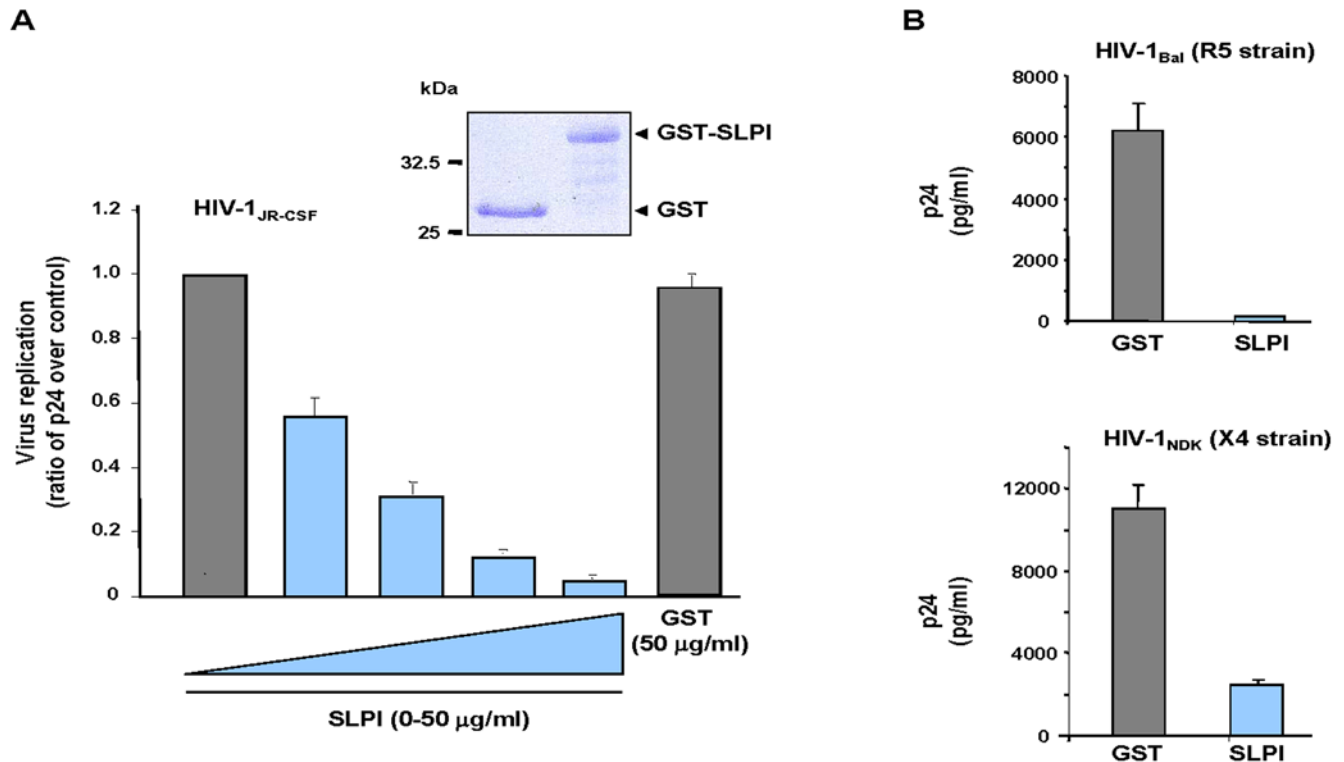 A
kDa
GST-SLPI
32.5
GST
25
HIV-1JR-CSF
Virus replication
(ratio of p24 over control)
1.2
1.0
0.8
0.6
0.4
0.2
0
GST
(50 μg/ml)
SLPI (0-50 μg/ml)
B
HIV-1Bal (R5 strain)
p24
(pg/ml)
8000
6000
4000
2000
0
GST SLPI
HIV-1NDK (X4 strain)
p24
(pg/ml)
12000
8000
4000
0
GST SLPI